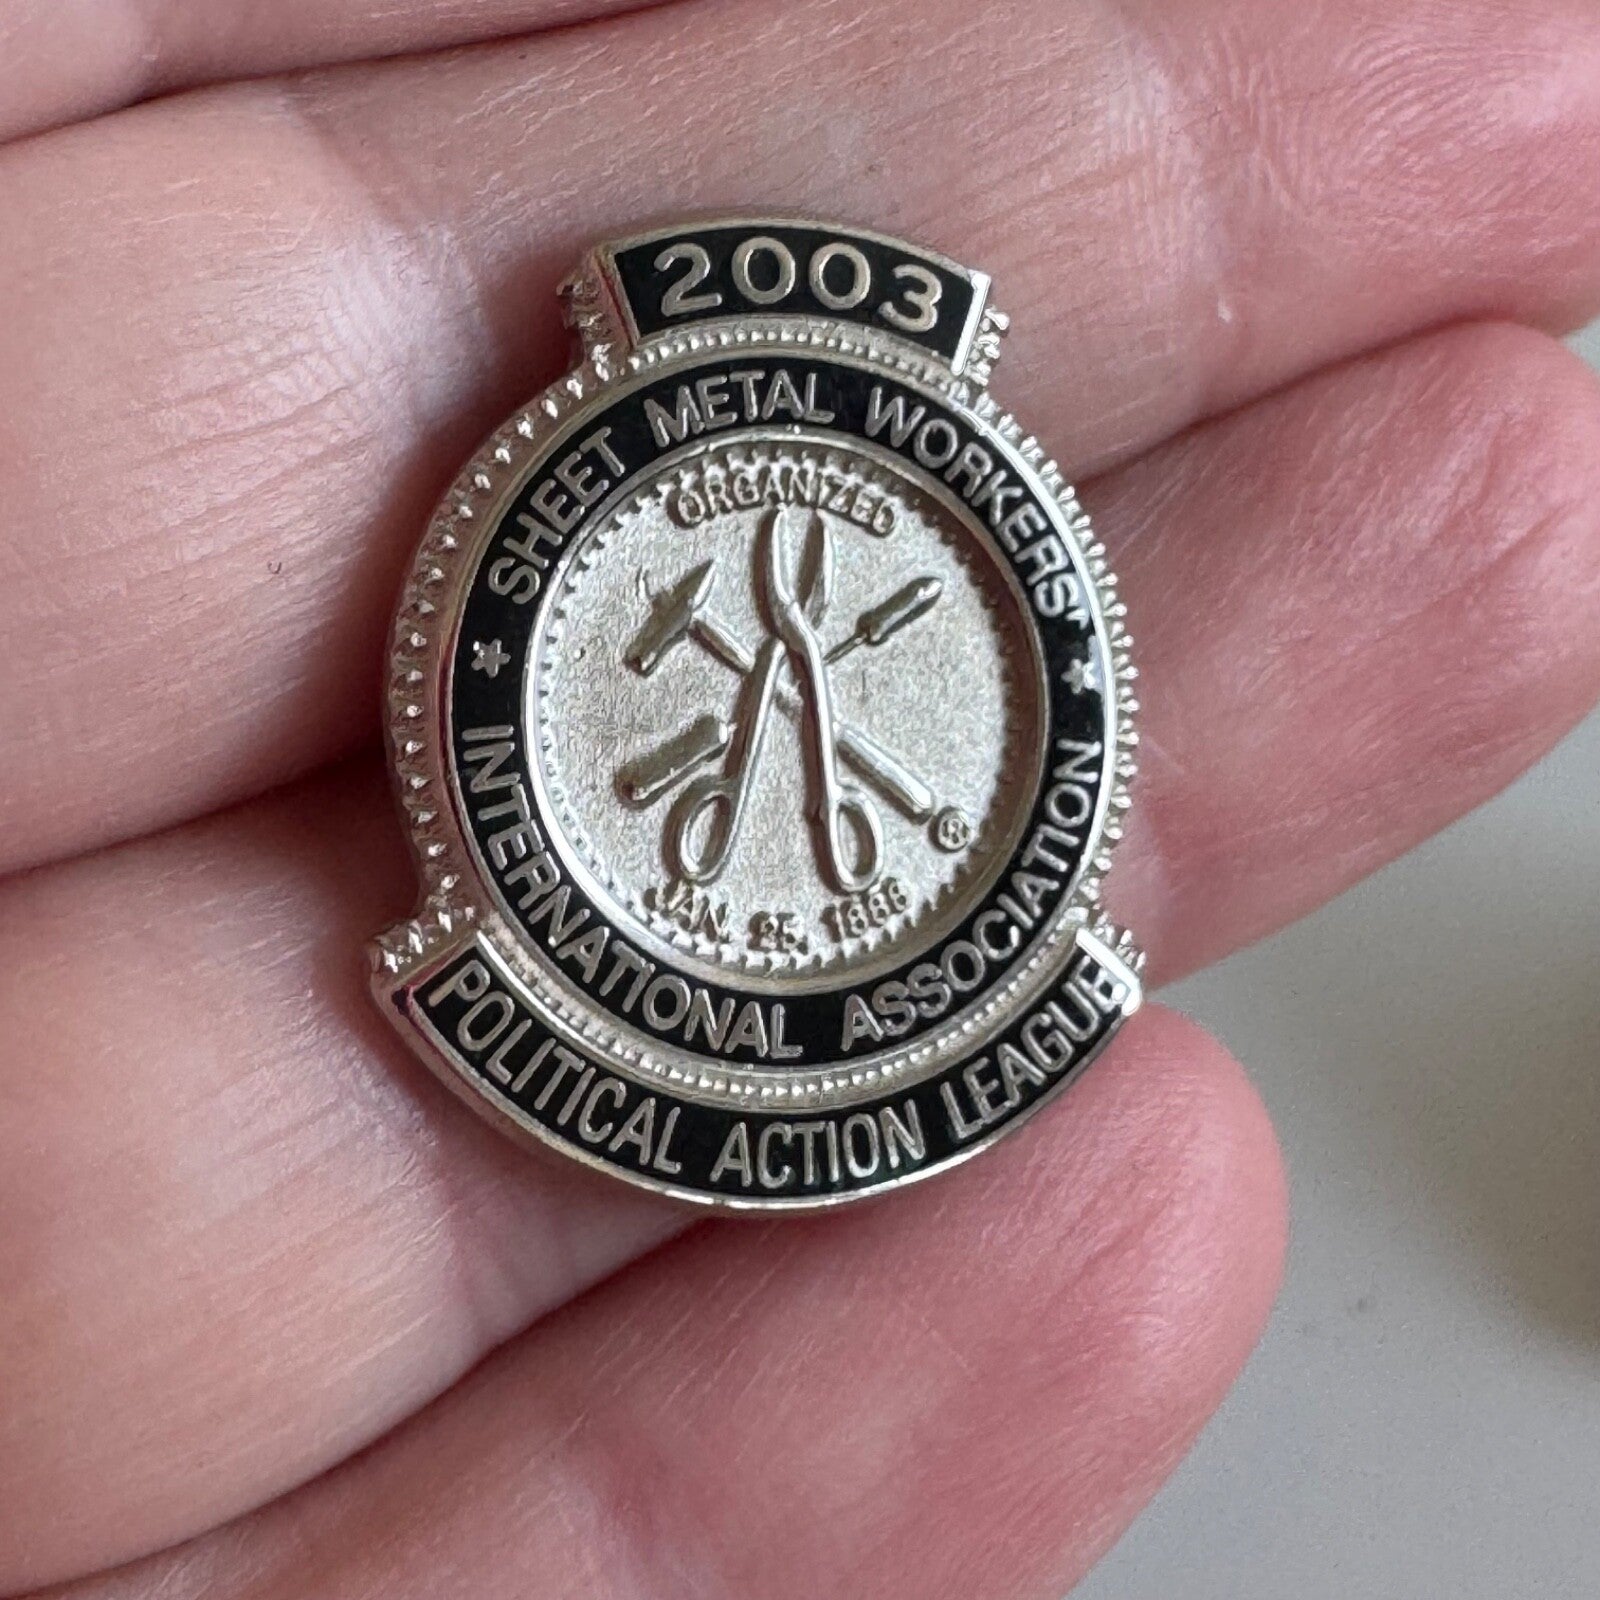 2003
SHEET METAL WORKERS'
ORGANIZED
®
JAN. 25, 1888
★ INTERNATIONAL ASSOCIATION ★
POLITICAL ACTION LEAGUE